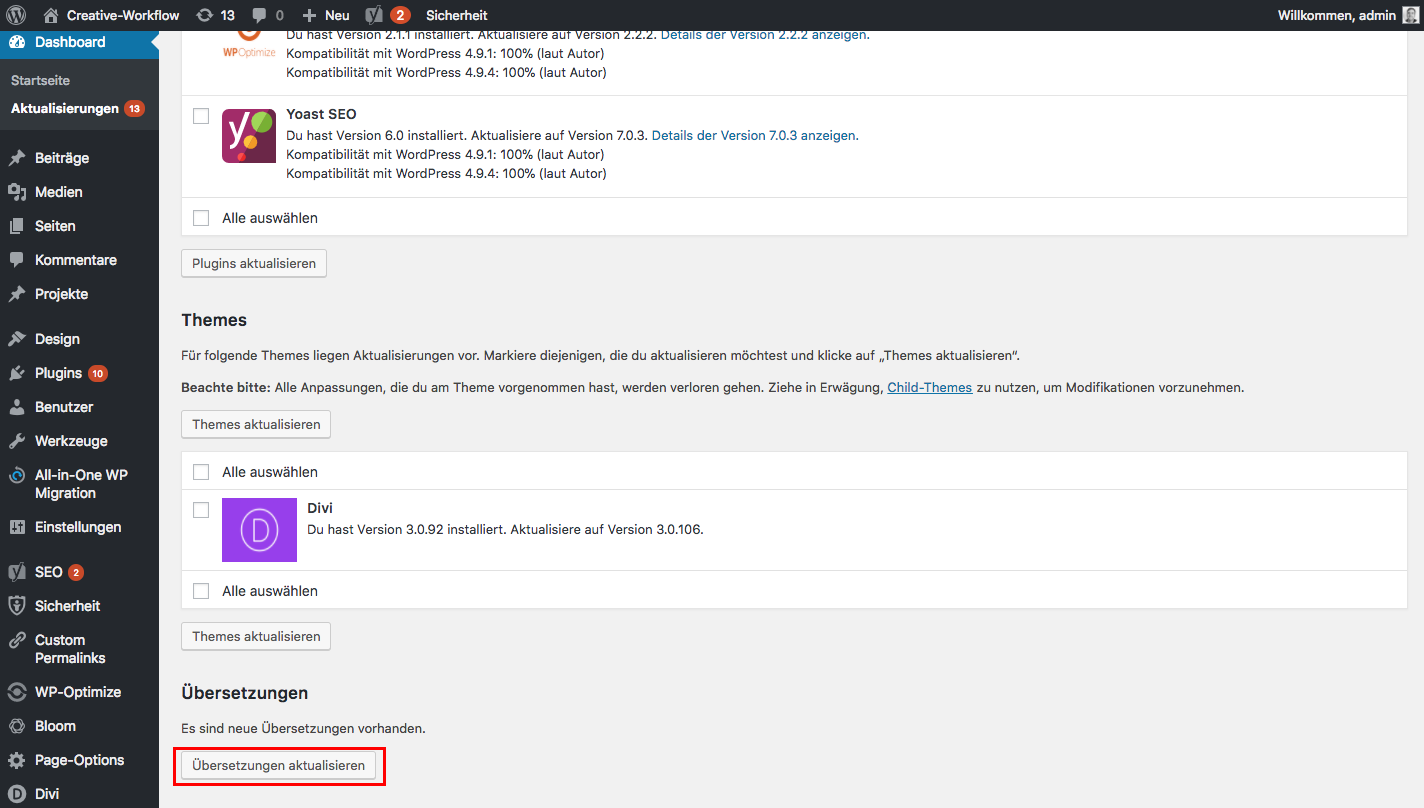 Creative-Workflow 13 0 Neu 2 Sicherheit Willkommen, admin
Dashboard
Startseite
Aktualisierungen 13
Beiträge
Medien
Seiten
Kommentare
Projekte
Design
Plugins 10
Benutzer
Werkzeuge
All-in-One WP
Migration
Einstellungen
SEO 2
Sicherheit
Custom
Permalinks
WP-Optimize
Bloom
Page-Options
Divi
WPOptimize
Du hast Version 2.1.1 installiert. Aktualisiere auf Version 2.2.2. Details der Version 2.2.2 anzeigen.
Kompatibilität mit WordPress 4.9.1: 100% (laut Autor)
Kompatibilität mit WordPress 4.9.4: 100% (laut Autor)
Yoast SEO
Du hast Version 6.0 installiert. Aktualisiere auf Version 7.0.3. Details der Version 7.0.3 anzeigen.
Kompatibilität mit WordPress 4.9.1: 100% (laut Autor)
Kompatibilität mit WordPress 4.9.4: 100% (laut Autor)
Alle auswählen
Plugins aktualisieren
Themes
Für folgende Themes liegen Aktualisierungen vor. Markiere diejenigen, die du aktualisieren möchtest und klicke auf „Themes aktualisieren“.
Beachte bitte: Alle Anpassungen, die du am Theme vorgenommen hast, werden verloren gehen. Ziehe in Erwägung, Child-Themes zu nutzen, um Modifikationen vorzunehmen.
Themes aktualisieren
Alle auswählen
D
Divi
Du hast Version 3.0.92 installiert. Aktualisiere auf Version 3.0.106.
Alle auswählen
Themes aktualisieren
Übersetzungen
Es sind neue Übersetzungen vorhanden.
Übersetzungen aktualisieren